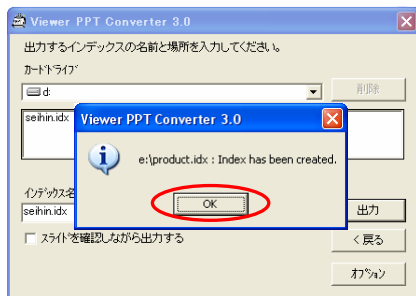 Viewer PPT Converter 3.0
出力するインデックスの名前と場所を入力してください。
カードドライブ
d:
削除
seihin.idx
Viewer PPT Converter 3.0
e:\product.idx : Index has been created.
OK
インデックス名
seihin.idx
出力
スライドを確認しながら出力する
< 戻る
オプション